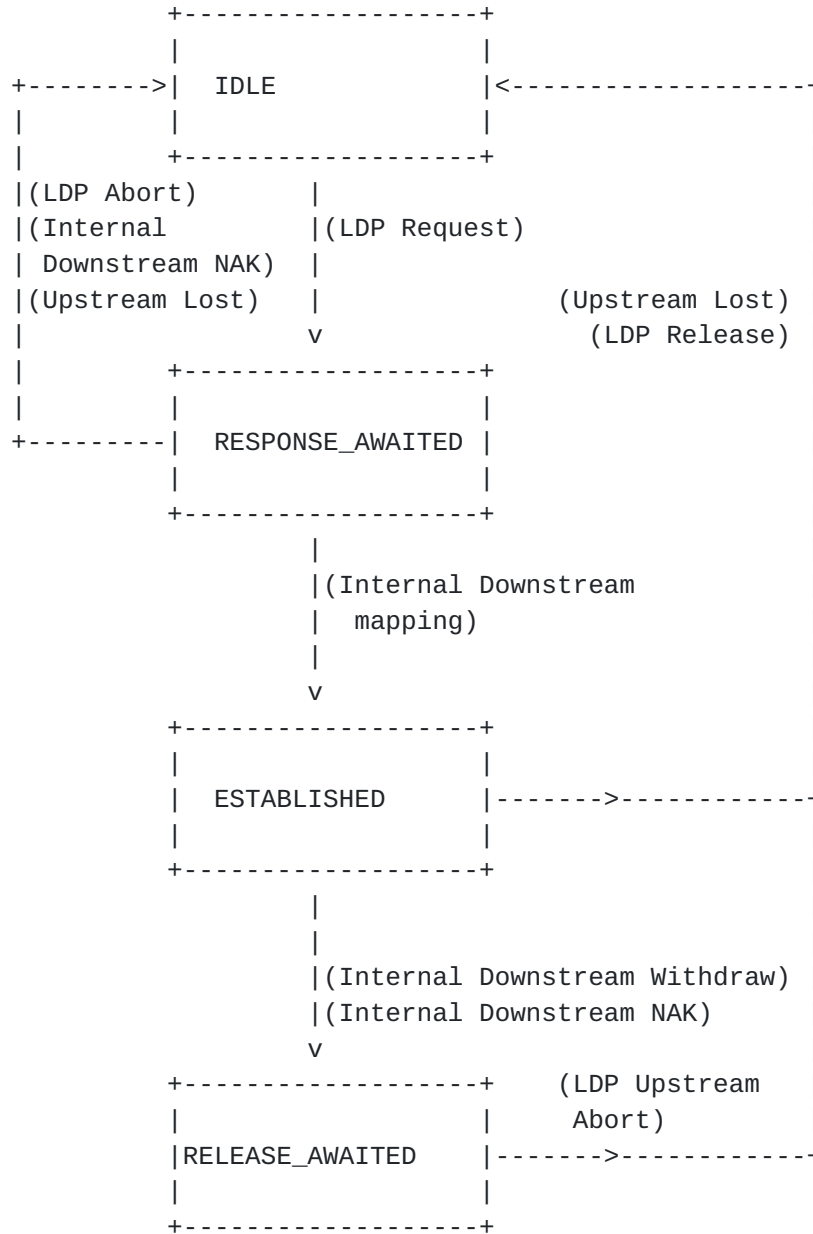 IDLE
(LDP Abort)
(Internal (LDP Request)
Downstream NAK)
(Upstream Lost) (Upstream Lost)
(LDP Release)
RESPONSE_AWAITED
(Internal Downstream
mapping)
ESTABLISHED
(Internal Downstream Withdraw)
(Internal Downstream NAK)
(LDP Upstream
Abort)
RELEASE_AWAITED